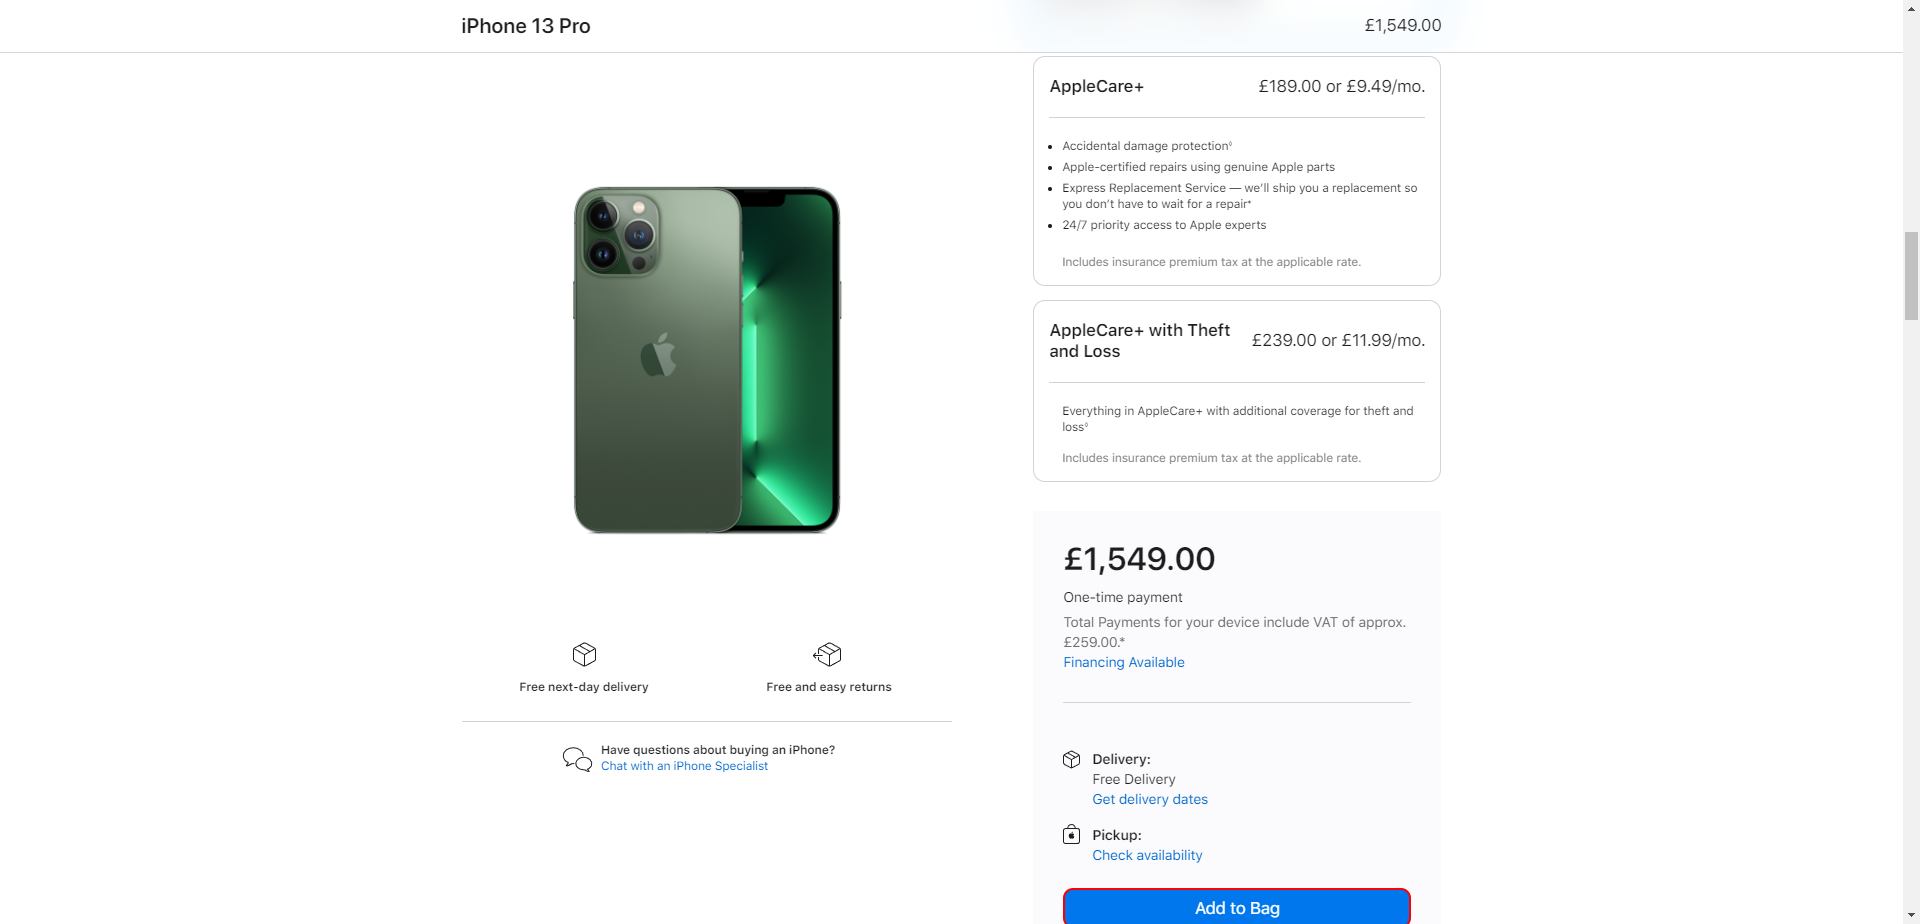 iPhone 13 Pro
£1,549.00
AppleCare+
£189.00 or £9.49/mo.
Accidental damage protection◊
Apple-certified repairs using genuine Apple parts
Express Replacement Service — we’ll ship you a replacement so
you don’t have to wait for a repair*
24/7 priority access to Apple experts
Includes insurance premium tax at the applicable rate.
AppleCare+ with Theft
and Loss
£239.00 or £11.99/mo.
Everything in AppleCare+ with additional coverage for theft and
loss◊
Includes insurance premium tax at the applicable rate.
£1,549.00
One-time payment
Total Payments for your device include VAT of approx.
£259.00.*
Financing Available
Free next-day delivery
Free and easy returns
Have questions about buying an iPhone?
Chat with an iPhone Specialist
Delivery:
Free Delivery
Get delivery dates
Pickup:
Check availability
Add to Bag